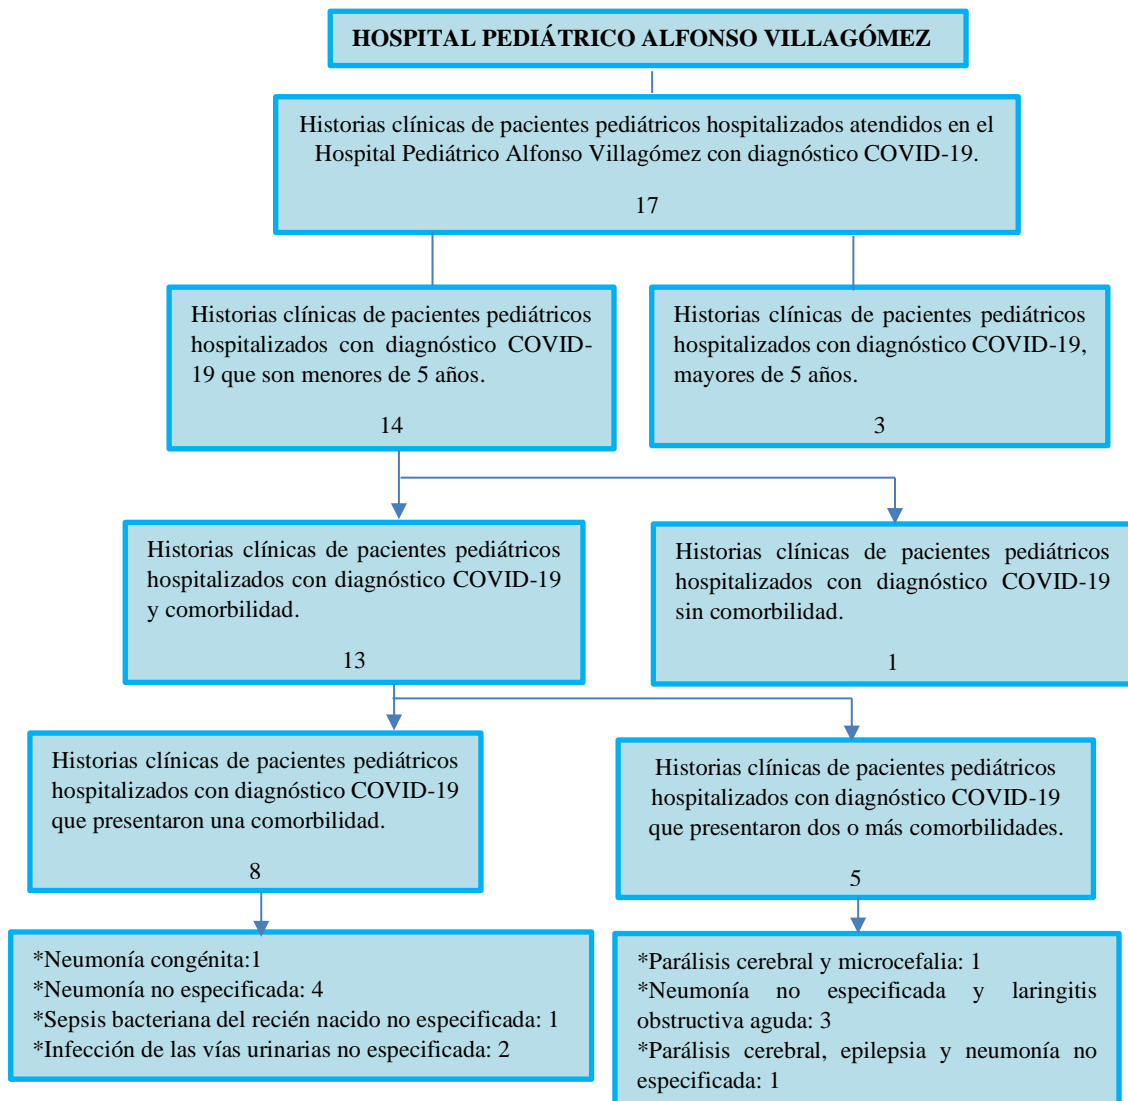 HOSPITAL PEDIÁTRICO ALFONSO VILLAGÓMEZ
Historias clínicas de pacientes pediátricos hospitalizados atendidos en el
Hospital Pediátrico Alfonso Villagómez con diagnóstico COVID-19.
17
Historias clínicas de pacientes pediátricos
hospitalizados con diagnóstico COVID-
19 que son menores de 5 años.
14
Historias clínicas de pacientes pediátricos
hospitalizados con diagnóstico COVID-19,
mayores de 5 años.
3
Historias clínicas de pacientes pediátricos
hospitalizados con diagnóstico COVID-19
y comorbilidad.
13
Historias clínicas de pacientes pediátricos
hospitalizados con diagnóstico COVID-19
sin comorbilidad.
1
Historias clínicas de pacientes pediátricos
hospitalizados con diagnóstico COVID-19
que presentaron una comorbilidad.
8
Historias clínicas de pacientes pediátricos
hospitalizados con diagnóstico COVID-19
que presentaron dos o más comorbilidades.
5
*Neumonía congénita:1
*Neumonía no especificada: 4
*Sepsis bacteriana del recién nacido no especificada: 1
*Infección de las vías urinarias no especificada: 2
*Parálisis cerebral y microcefalia: 1
*Neumonía no especificada y laringitis
obstructiva aguda: 3
*Parálisis cerebral, epilepsia y neumonía no
especificada: 1